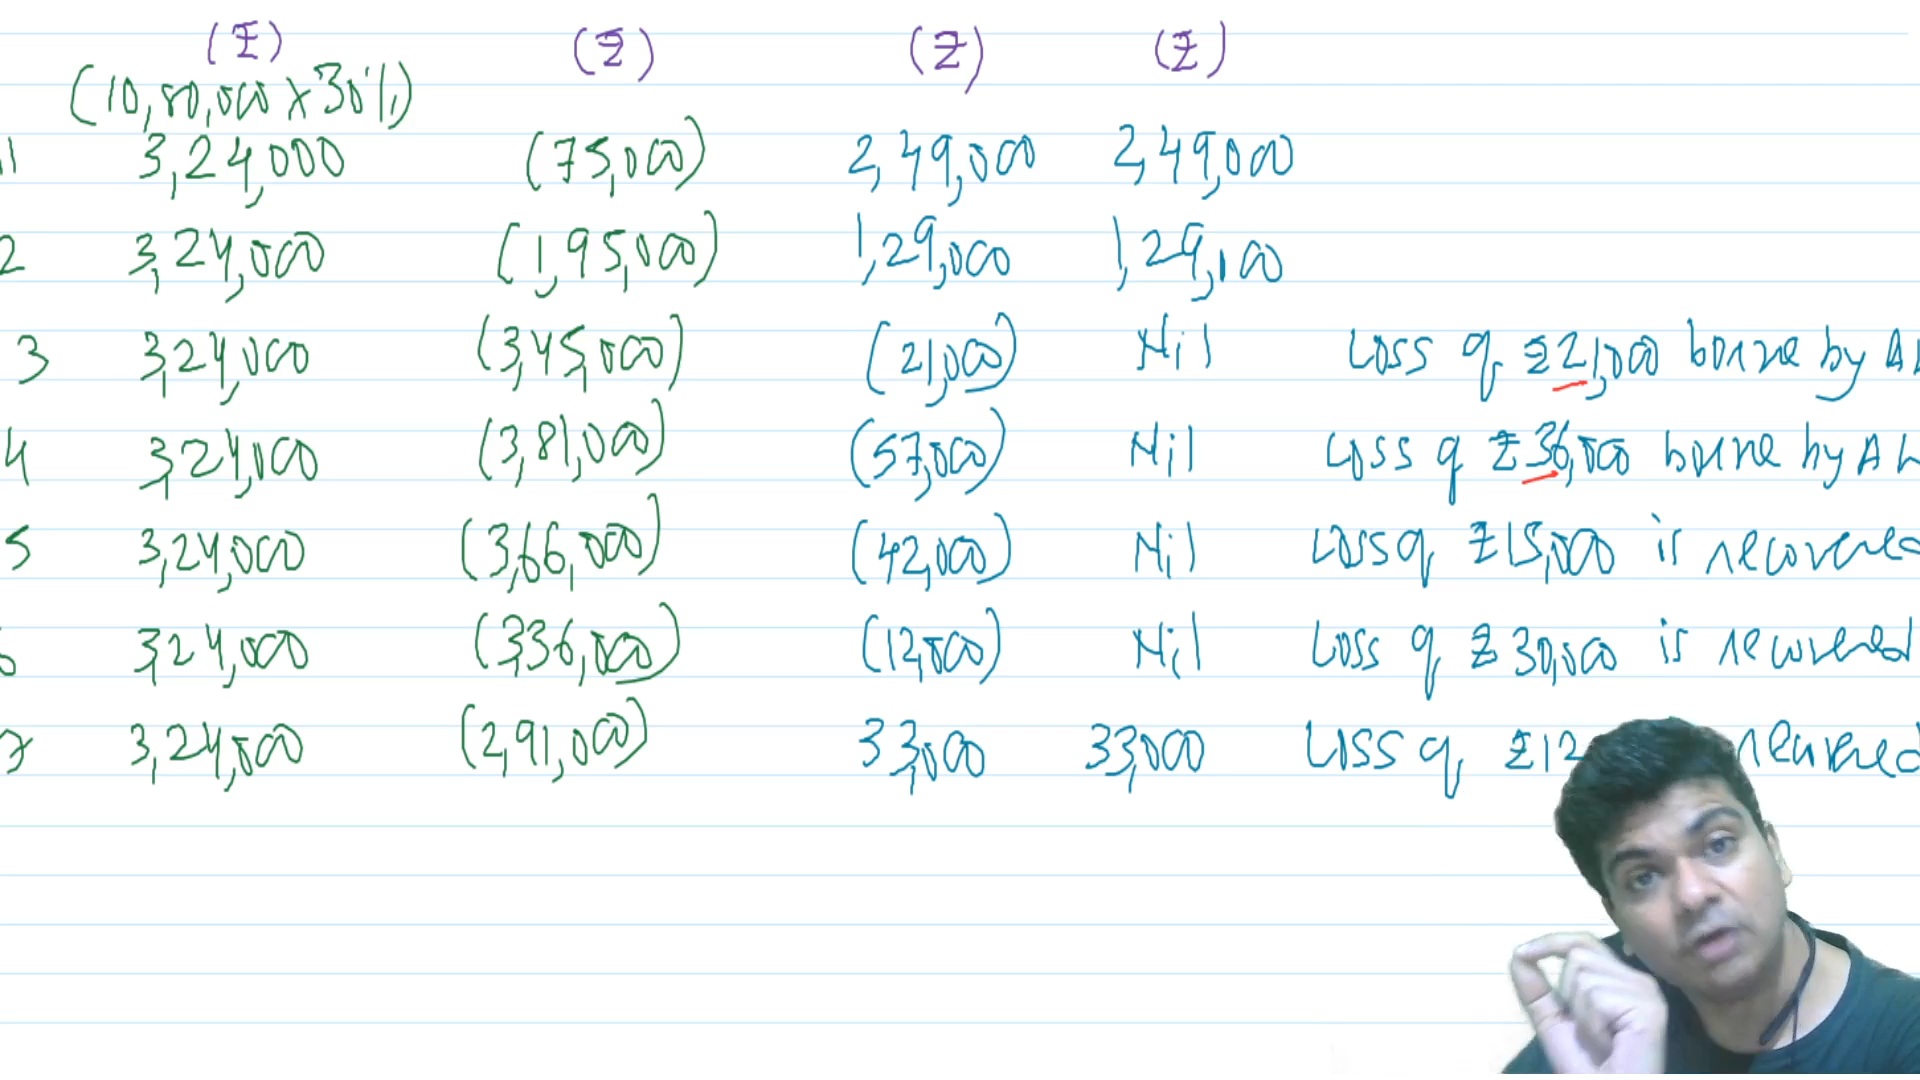 (₹) (₹) (₹) (₹)
(10,80,000 x 30%)
1 3,24,000 (75,000) 2,49,000 2,49,000
2 3,24,000 (1,95,000) 1,29,000 1,29,000
3 3,24,000 (3,45,000) (21,000) Nil Loss of ₹21,000 borne by
4 3,24,000 (3,81,000) (57,000) Nil Loss of ₹36,000 borne by
5 3,24,000 (3,66,000) (42,000) Nil Loss of ₹15,000 is recovered
6 3,24,000 (3,36,000) (12,000) Nil Loss of ₹30,000 is recovered
7 3,24,000 (2,91,000) 33,000 33,000 Loss of ₹12 recovered